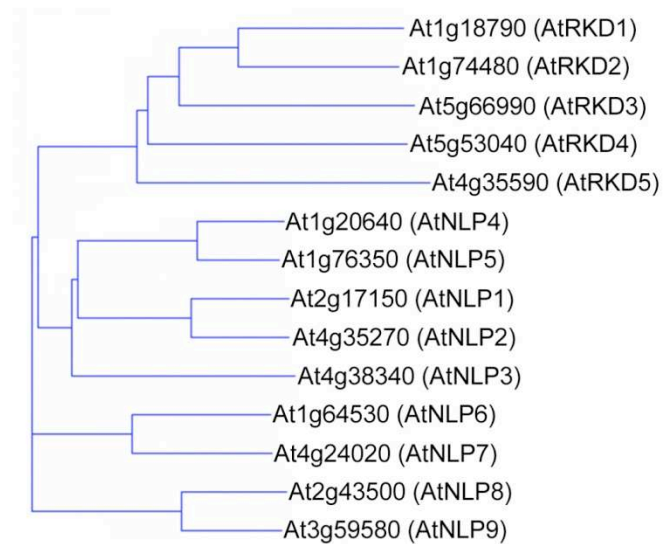 At1g18790 (AtRKD1)
At1g74480 (AtRKD2)
At5g66990 (AtRKD3)
At5g53040 (AtRKD4)
At4g35590 (AtRKD5)
At1g20640 (AtNLP4)
At1g76350 (AtNLP5)
At2g17150 (AtNLP1)
At4g35270 (AtNLP2)
At4g38340 (AtNLP3)
At1g64530 (AtNLP6)
At4g24020 (AtNLP7)
At2g43500 (AtNLP8)
At3g59580 (AtNLP9)